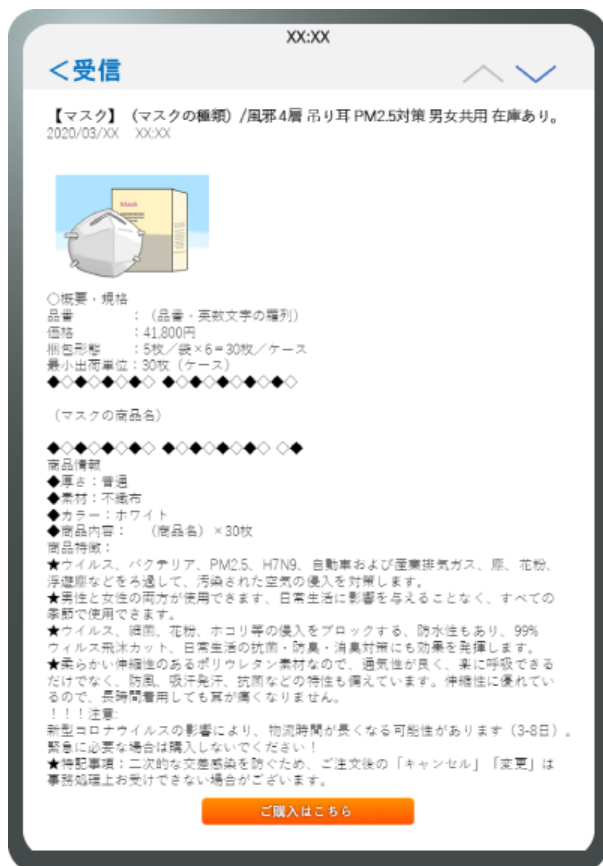 XX:XX
＜受信
【マスク】（マスクの種類）/風邪4層 吊り耳 PM2.5対策 男女共用 在庫あり。
2020/03/XX　XX:XX
Mask
○概要・規格
品番　　　　：（品番・英数文字の羅列）
価格　　　　：41,800円
梱包形態　　：5枚／袋×6＝30枚／ケース
最小出荷単位：30枚（ケース）
◆◇◆◇◆◇◆◇ ◆◇◆◇◆◇◆◇◆◇
（マスクの商品名）
◆◇◆◇◆◇◆◇ ◆◇◆◇◆◇◆◇ ◇◆
商品情報
◆厚さ：普通
◆素材：不織布
◆カラー：ホワイト
◆商品内容：　（商品名）×30枚
商品特徴：
★ウイルス、バクテリア、PM2.5、H7N9、自動車および産業排気ガス、塵、花粉、
浮遊塵などをろ過して、汚染された空気の侵入を対策します。
★男性と女性の両方が使用できます、日常生活に影響を与えることなく、すべての
季節で使用できます。
★ウイルス、細菌、花粉、ホコリ等の侵入をブロックする、防水性もあり、99%
ウィルス飛沫カット、日常生活の抗菌・防臭・消臭対策にも効果を発揮します。
★柔らかい伸縮性のあるポリウレタン素材なので、通気性が良く、楽に呼吸できる
だけでなく、防風、吸汗発汗、抗菌などの特性も備えています。伸縮性に優れてい
るので、長時間着用しても耳が痛くなりません。
！！！注意:
新型コロナウイルスの影響により、物流時間が長くなる可能性があります（3-8日）。
緊急に必要な場合は購入しないでください！
★特記事項：二次的な交差感染を防ぐため、ご注文後の「キャンセル」「変更」は
事務処理上お受けできない場合がございます。
ご購入はこちら